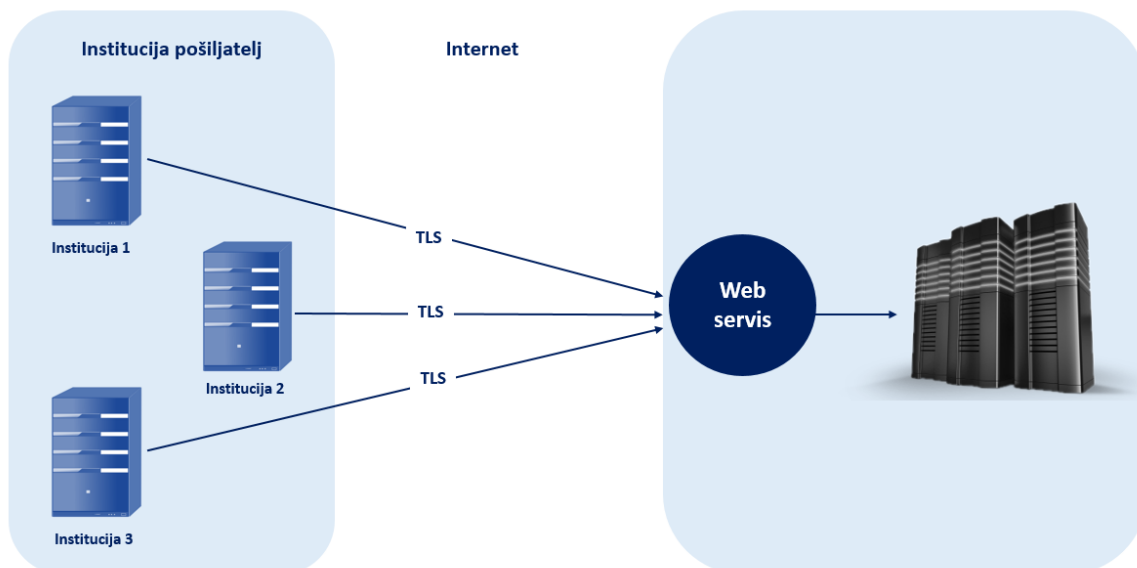 Institucija pošiljatelj
Internet
Institucija 1
TLS
Institucija 2
TLS
Web
servis
TLS
Institucija 3